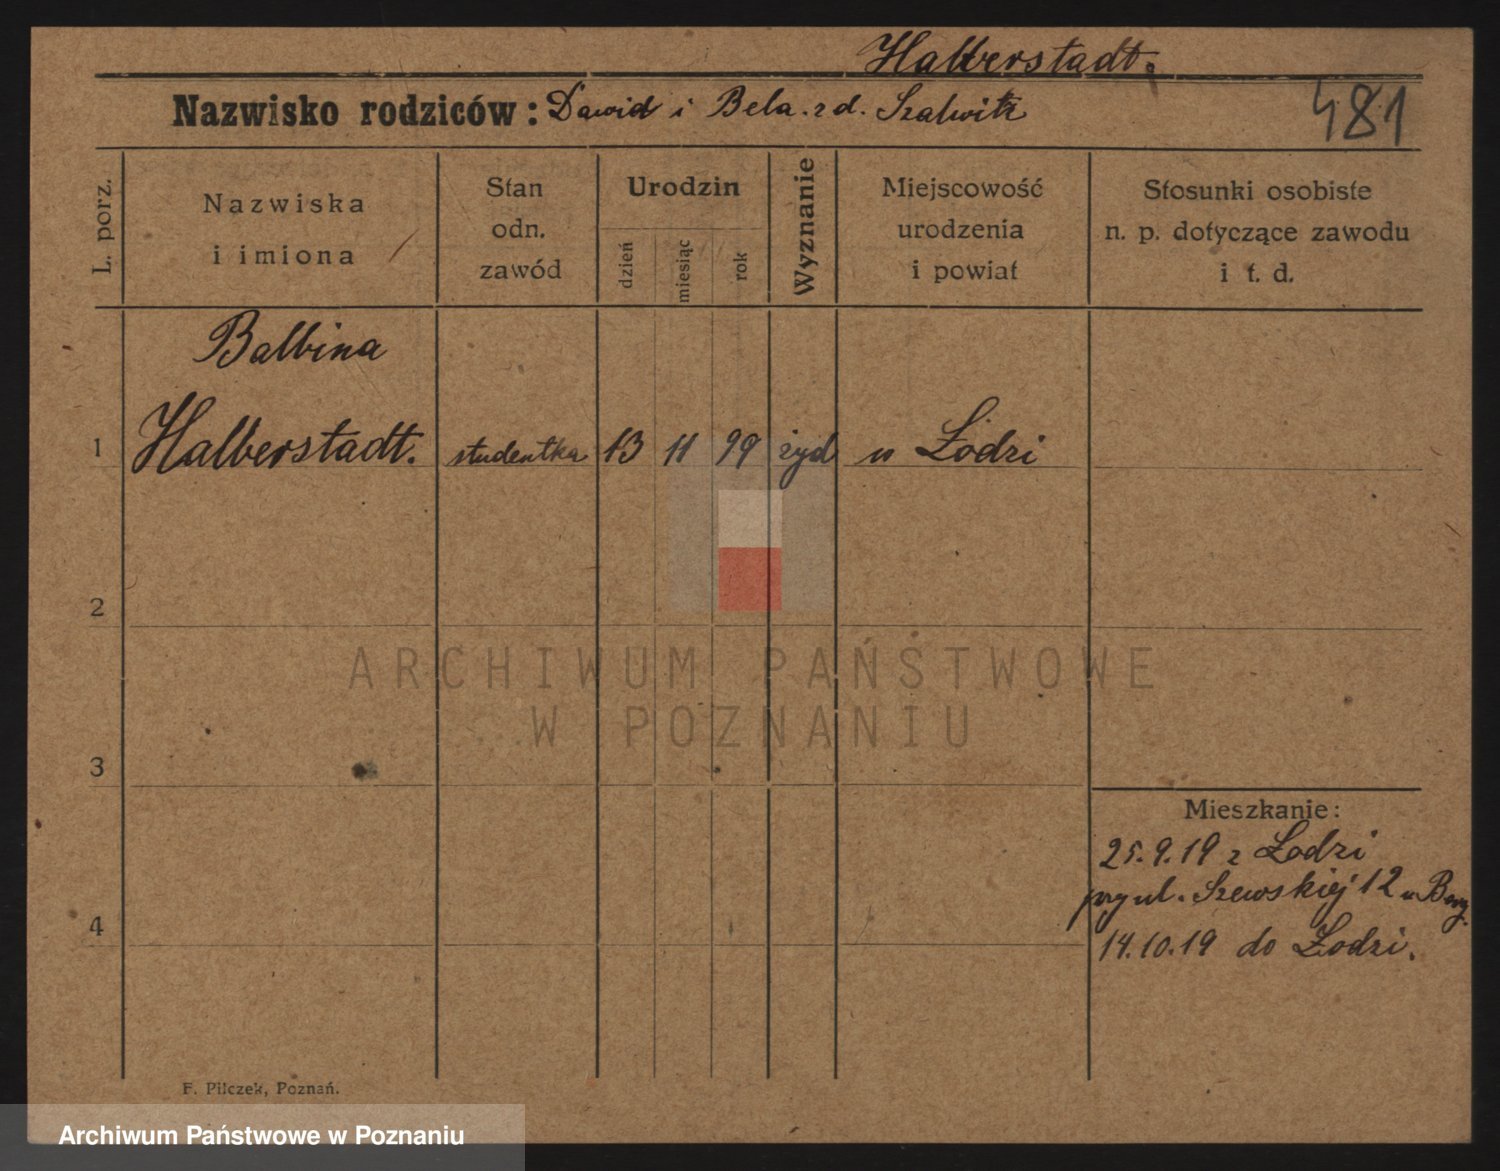 Halberstadt.
Nazwisko rodziców: Dawid i Bela. z d. Szalwitz
481
L. porz.
Nazwiska
i imiona
Stan
odn.
zawód
Urodzin
dzień
miesiąc
rok
Wyznanie
Miejscowość
urodzenia
i powiat
Stosunki osobiste
n. p. dotyczące zawodu
i t. d.
Balbina
1 Halberstadt. studentka 13 11 99 żyd w Łodzi
2
ARCHIWUM PAŃSTWOWE
W POZNANIU
3
Mieszkanie:
25.9.19 z Łodzi
przy ul. Szewskiej 12 u
4
14.10.19 do Łodzi.
F. Pilczek, Poznań.
Archiwum Państwowe w Poznaniu